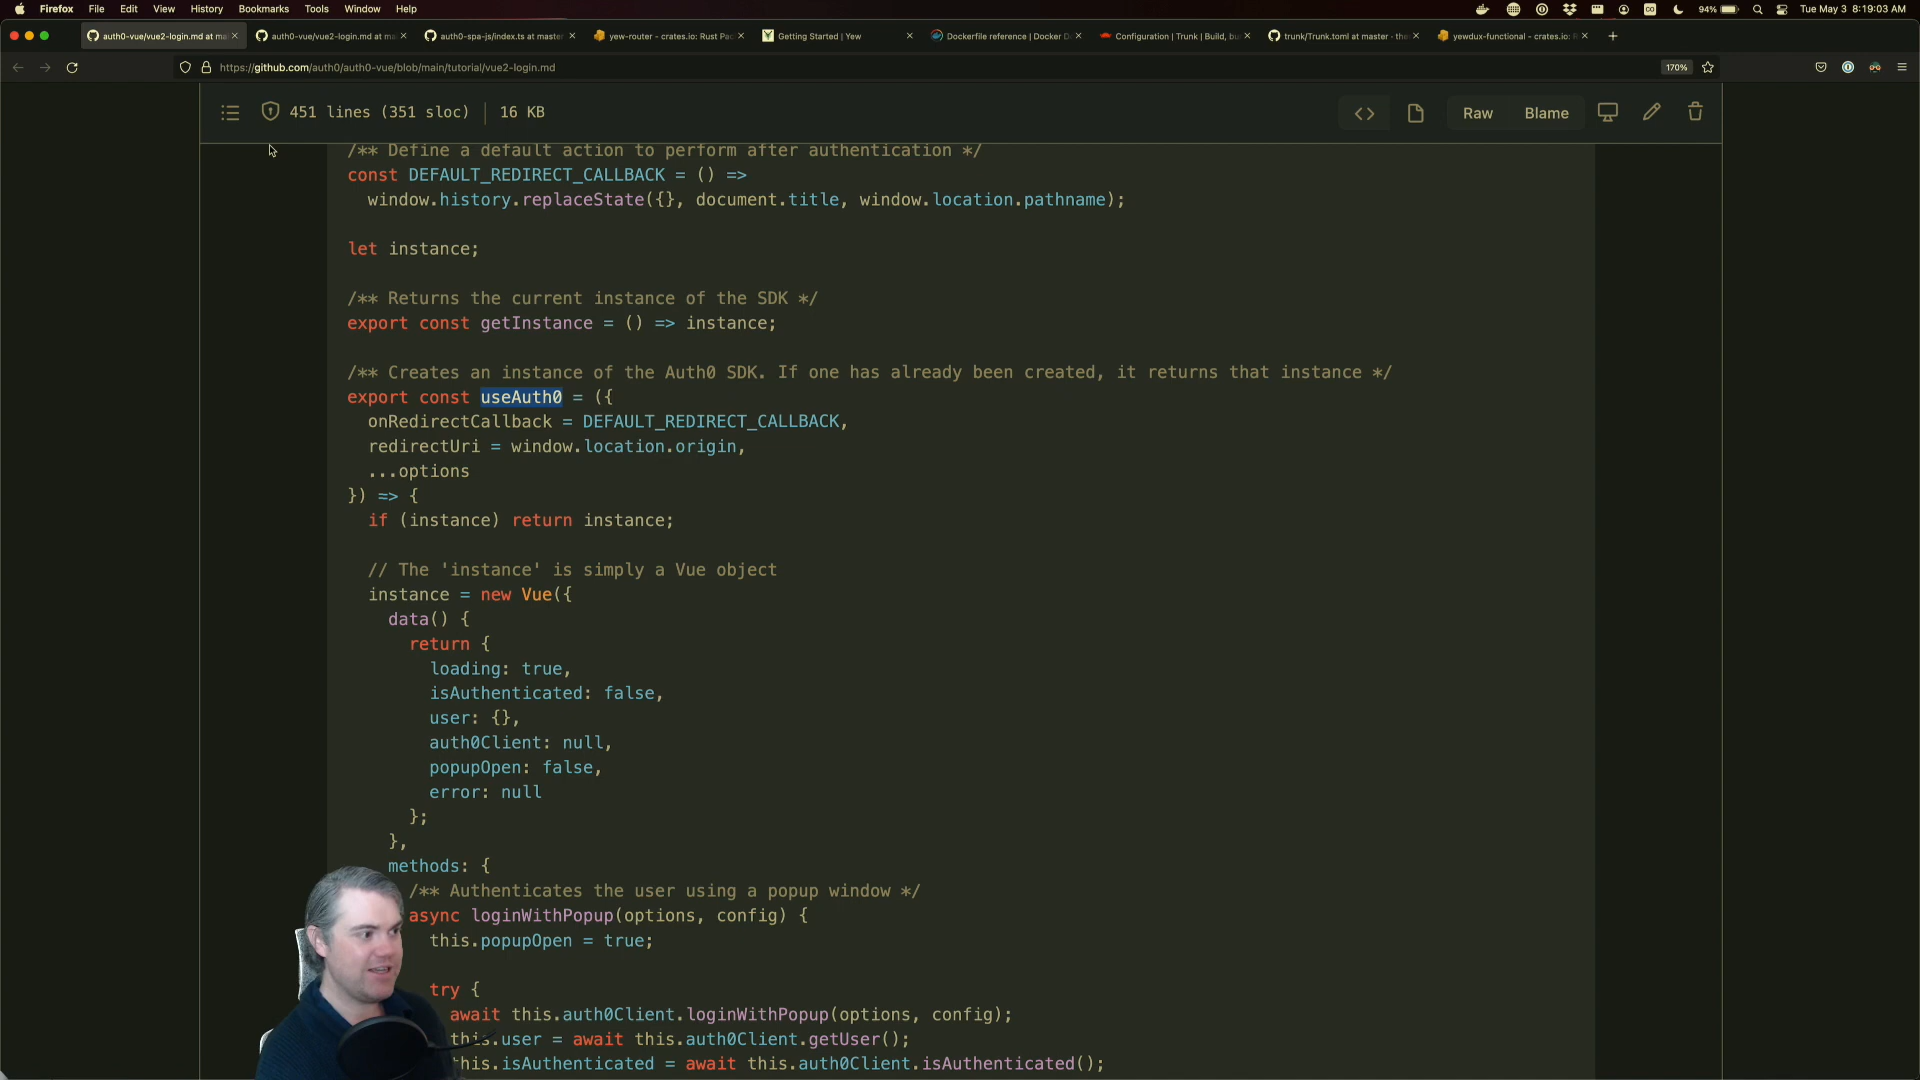 Firefox File Edit View History Bookmarks Tools Window Help 94% Tue May 3 8:19:03 AM
auth0-vue/vue2-login.md at ma auth0-vue/vue2-login.md at ma auth0-spa-js/index.ts at master yew-router - crates.io: Rust Pac Getting Started | Yew Dockerfile reference | Docker D Configuration | Trunk | Build, bu trunk/Trunk.toml at master · the yewdux-functional - crates.io: R
https://github.com/auth0/auth0-vue/blob/main/tutorial/vue2-login.md 170%
451 lines (351 sloc) 16 KB Raw Blame
/** Define a default action to perform after authentication */
const DEFAULT_REDIRECT_CALLBACK = () =>
window.history.replaceState({}, document.title, window.location.pathname);
let instance;
/** Returns the current instance of the SDK */
export const getInstance = () => instance;
/** Creates an instance of the Auth0 SDK. If one has already been created, it returns that instance */
export const useAuth0 = ({
onRedirectCallback = DEFAULT_REDIRECT_CALLBACK,
redirectUri = window.location.origin,
...options
}) => {
if (instance) return instance;
// The 'instance' is simply a Vue object
instance = new Vue({
data() {
return {
loading: true,
isAuthenticated: false,
user: {},
auth0Client: null,
popupOpen: false,
error: null
};
},
methods: {
/** Authenticates the user using a popup window */
async loginWithPopup(options, config) {
this.popupOpen = true;
try {
await this.auth0Client.loginWithPopup(options, config);
this.user = await this.auth0Client.getUser();
this.isAuthenticated = await this.auth0Client.isAuthenticated();